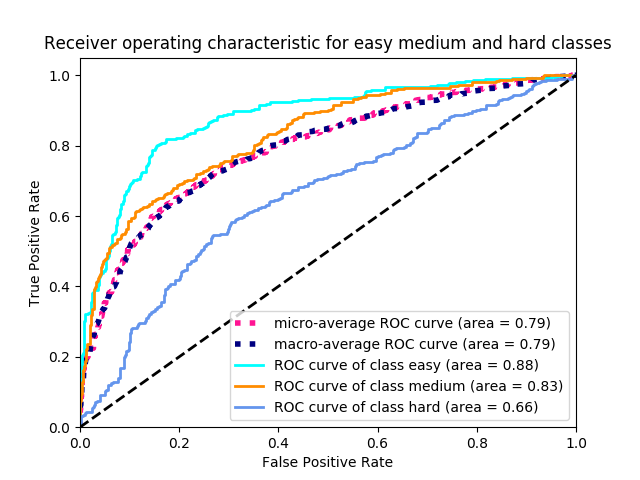 Receiver operating characteristic for easy medium and hard classes
1.0
0.8
0.6
0.4
0.2
0.0
True Positive Rate
micro-average ROC curve (area = 0.79)
macro-average ROC curve (area = 0.79)
ROC curve of class easy (area = 0.88)
ROC curve of class medium (area = 0.83)
ROC curve of class hard (area = 0.66)
0.0 0.2 0.4 0.6 0.8 1.0
False Positive Rate